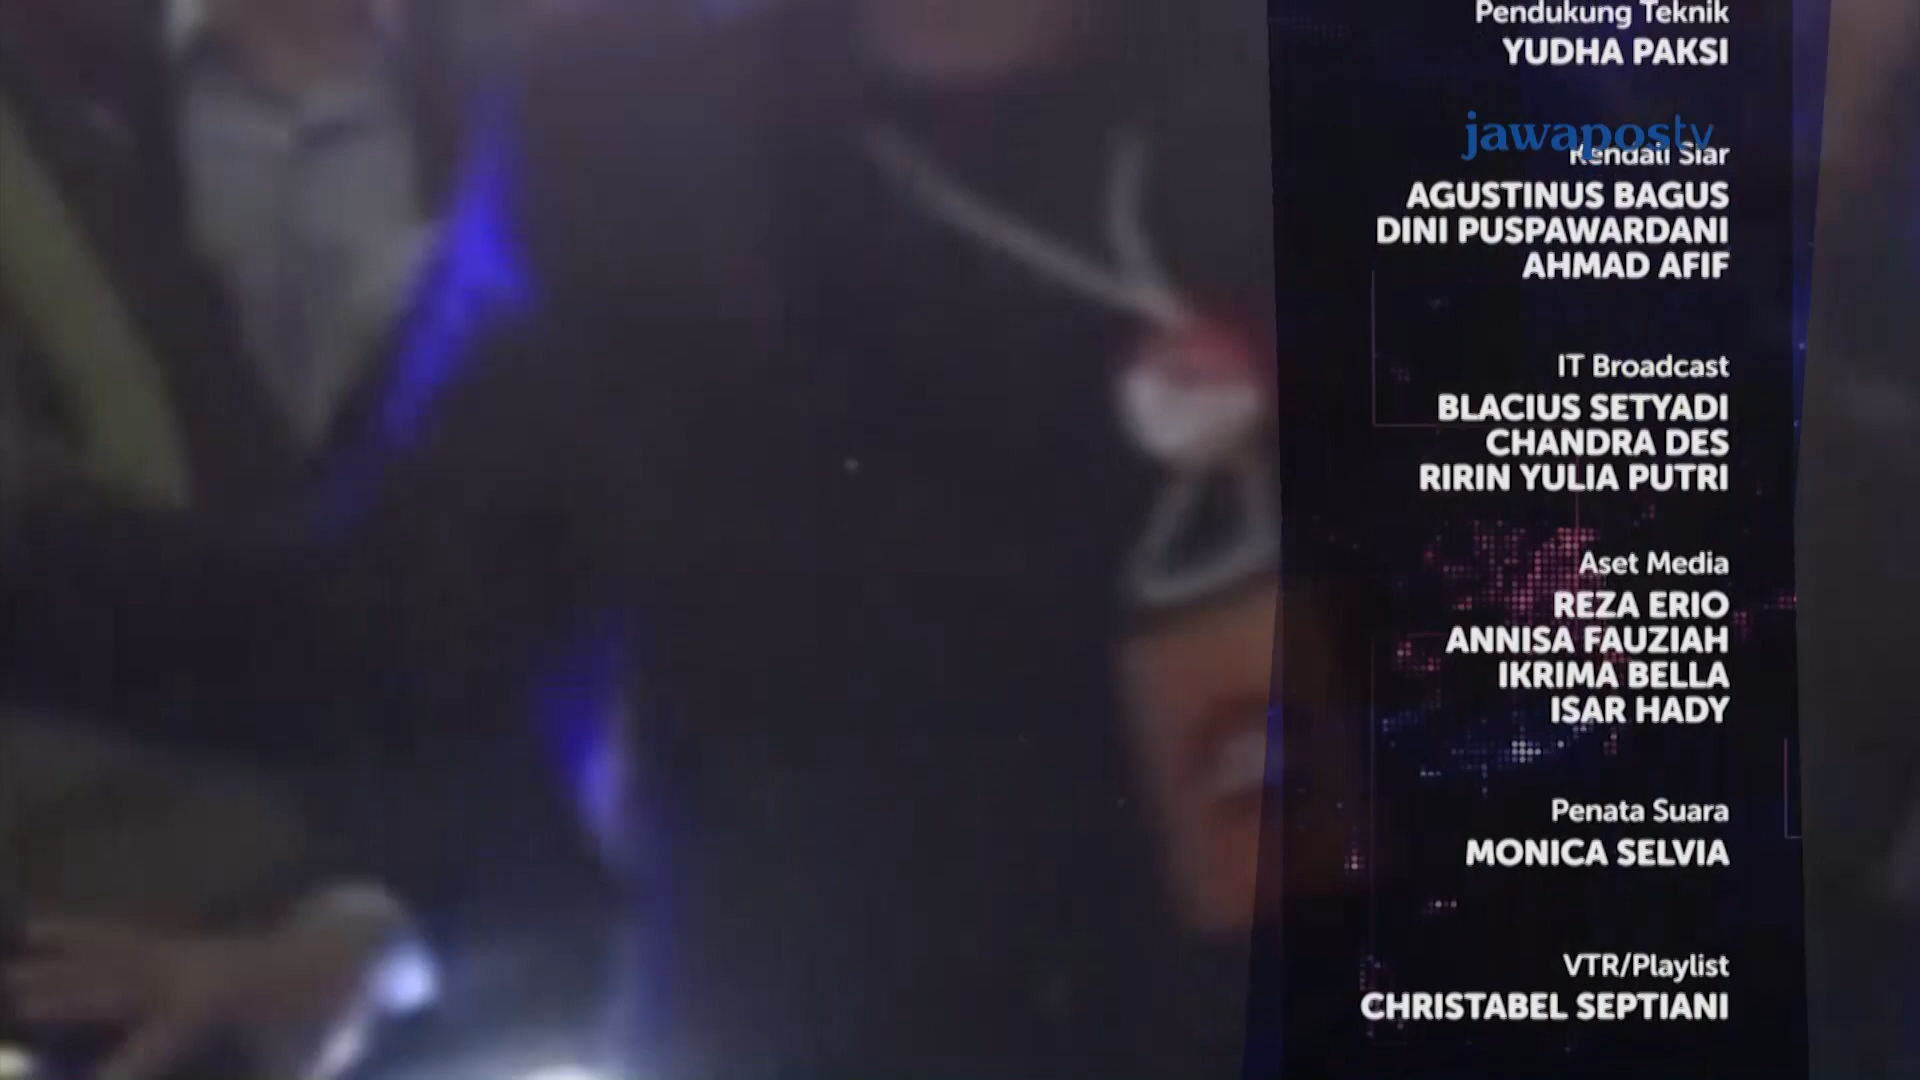 Pendukung Teknik
YUDHA PAKSI
jawapostv
Kendali Siar
AGUSTINUS BAGUS
DINI PUSPAWARDANI
AHMAD AFIF
IT Broadcast
BLACIUS SETYADI
CHANDRA DES
RIRIN YULIA PUTRI
Aset Media
REZA ERIO
ANNISA FAUZIAH
IKRIMA BELLA
ISAR HADY
Penata Suara
MONICA SELVIA
VTR/Playlist
CHRISTABEL SEPTIANI